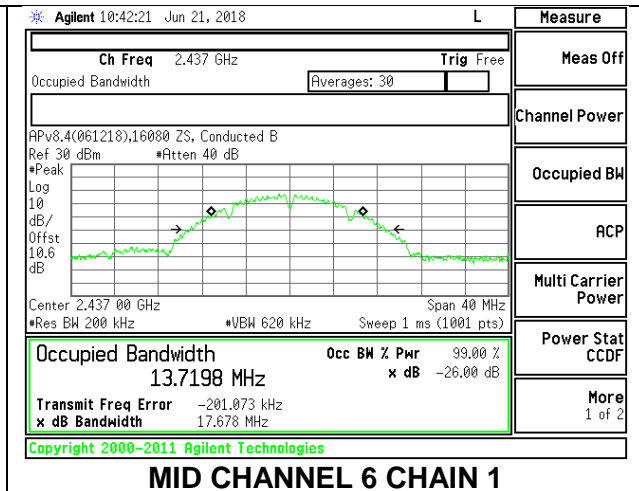 Agilent 10:42:21 Jun 21, 2018 L Measure
Ch Freq 2.437 GHz Trig Free
Meas Off
Occupied Bandwidth Averages: 30
Channel Power
APv8.4(061218),16080 ZS, Conducted B
Ref 30 dBm #Atten 40 dB
#Peak
Log
10
dB/
Offst
10.6
dB
Occupied BW
ACP
Multi Carrier
Power
Center 2.437 00 GHz Span 40 MHz
#Res BW 200 kHz #VBW 620 kHz Sweep 1 ms (1001 pts)
Power Stat
CCDF
Occupied Bandwidth Occ BW % Pwr 99.00 %
13.7198 MHz x dB -26.00 dB
Transmit Freq Error -201.073 kHz
x dB Bandwidth 17.678 MHz
More
1 of 2
Copyright 2000-2011 Agilent Technologies
MID CHANNEL 6 CHAIN 1